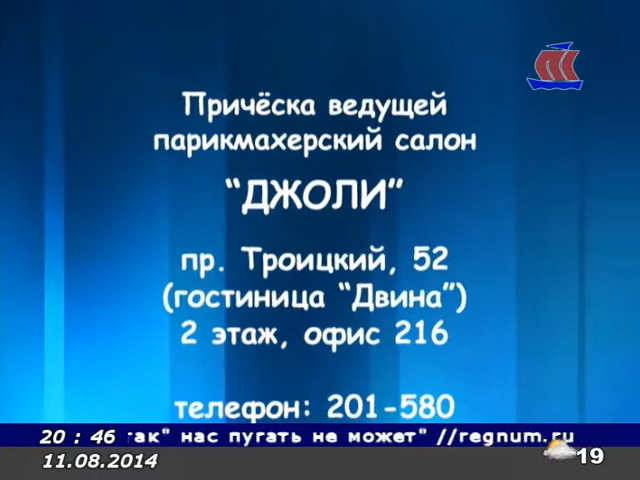 Причёска ведущей
парикмахерский салон
“ДЖОЛИ”
пр. Троицкий, 52
(гостиница “Двина”)
2 этаж, офис 216
телефон: 201-580
20 : 46 так" нас пугать не может" //regnum.ru
11.08.2014 19